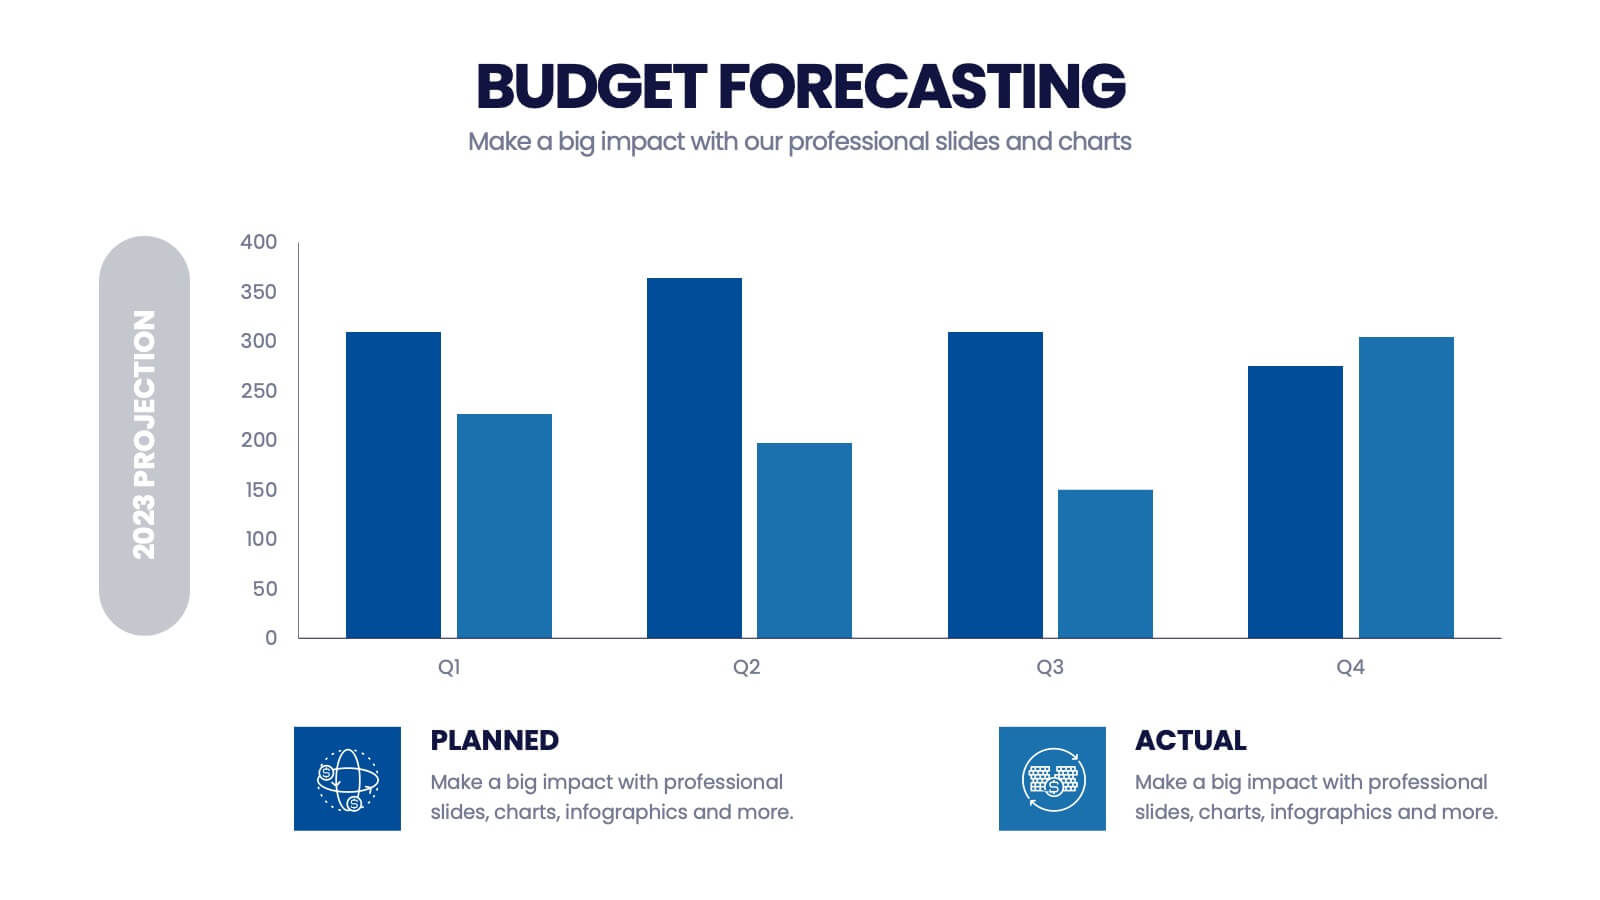 BUDGET FORECASTING
Make a big impact with our professional slides and charts
2023 PROJECTION
400
350
300
250
200
150
100
50
0
Q1
Q2
Q3
Q4
PLANNED
Make a big impact with professional
slides, charts, infographics and more.
ACTUAL
Make a big impact with professional
slides, charts, infographics and more.